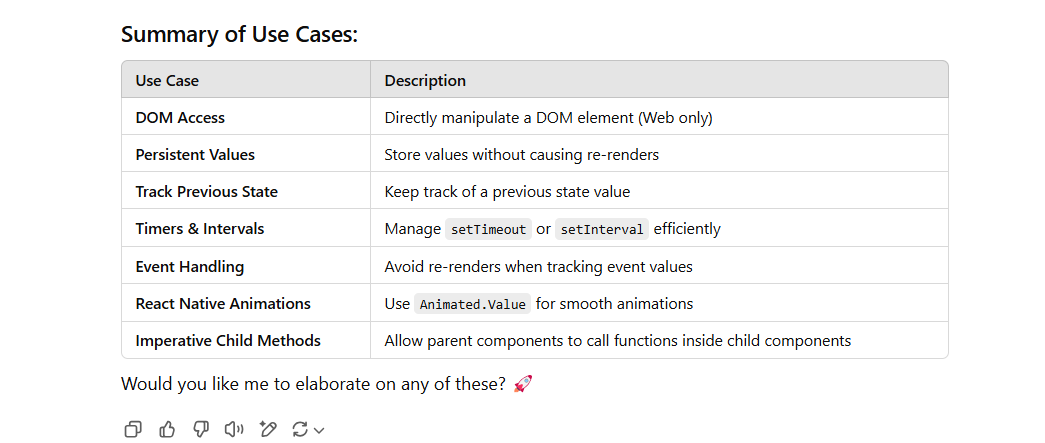 Summary of Use Cases:
Use Case Description
DOM Access Directly manipulate a DOM element (Web only)
Persistent Values Store values without causing re-renders
Track Previous State Keep track of a previous state value
Timers & Intervals Manage setTimeout or setInterval efficiently
Event Handling Avoid re-renders when tracking event values
React Native Animations Use Animated.Value for smooth animations
Imperative Child Methods Allow parent components to call functions inside child components
Would you like me to elaborate on any of these? 🚀